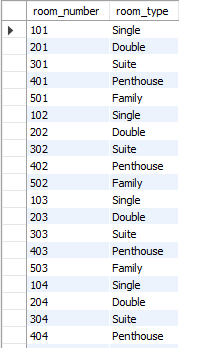 room_number room_type
101 Single
201 Double
301 Suite
401 Penthouse
501 Family
102 Single
202 Double
302 Suite
402 Penthouse
502 Family
103 Single
203 Double
303 Suite
403 Penthouse
503 Family
104 Single
204 Double
304 Suite
404 Penthouse